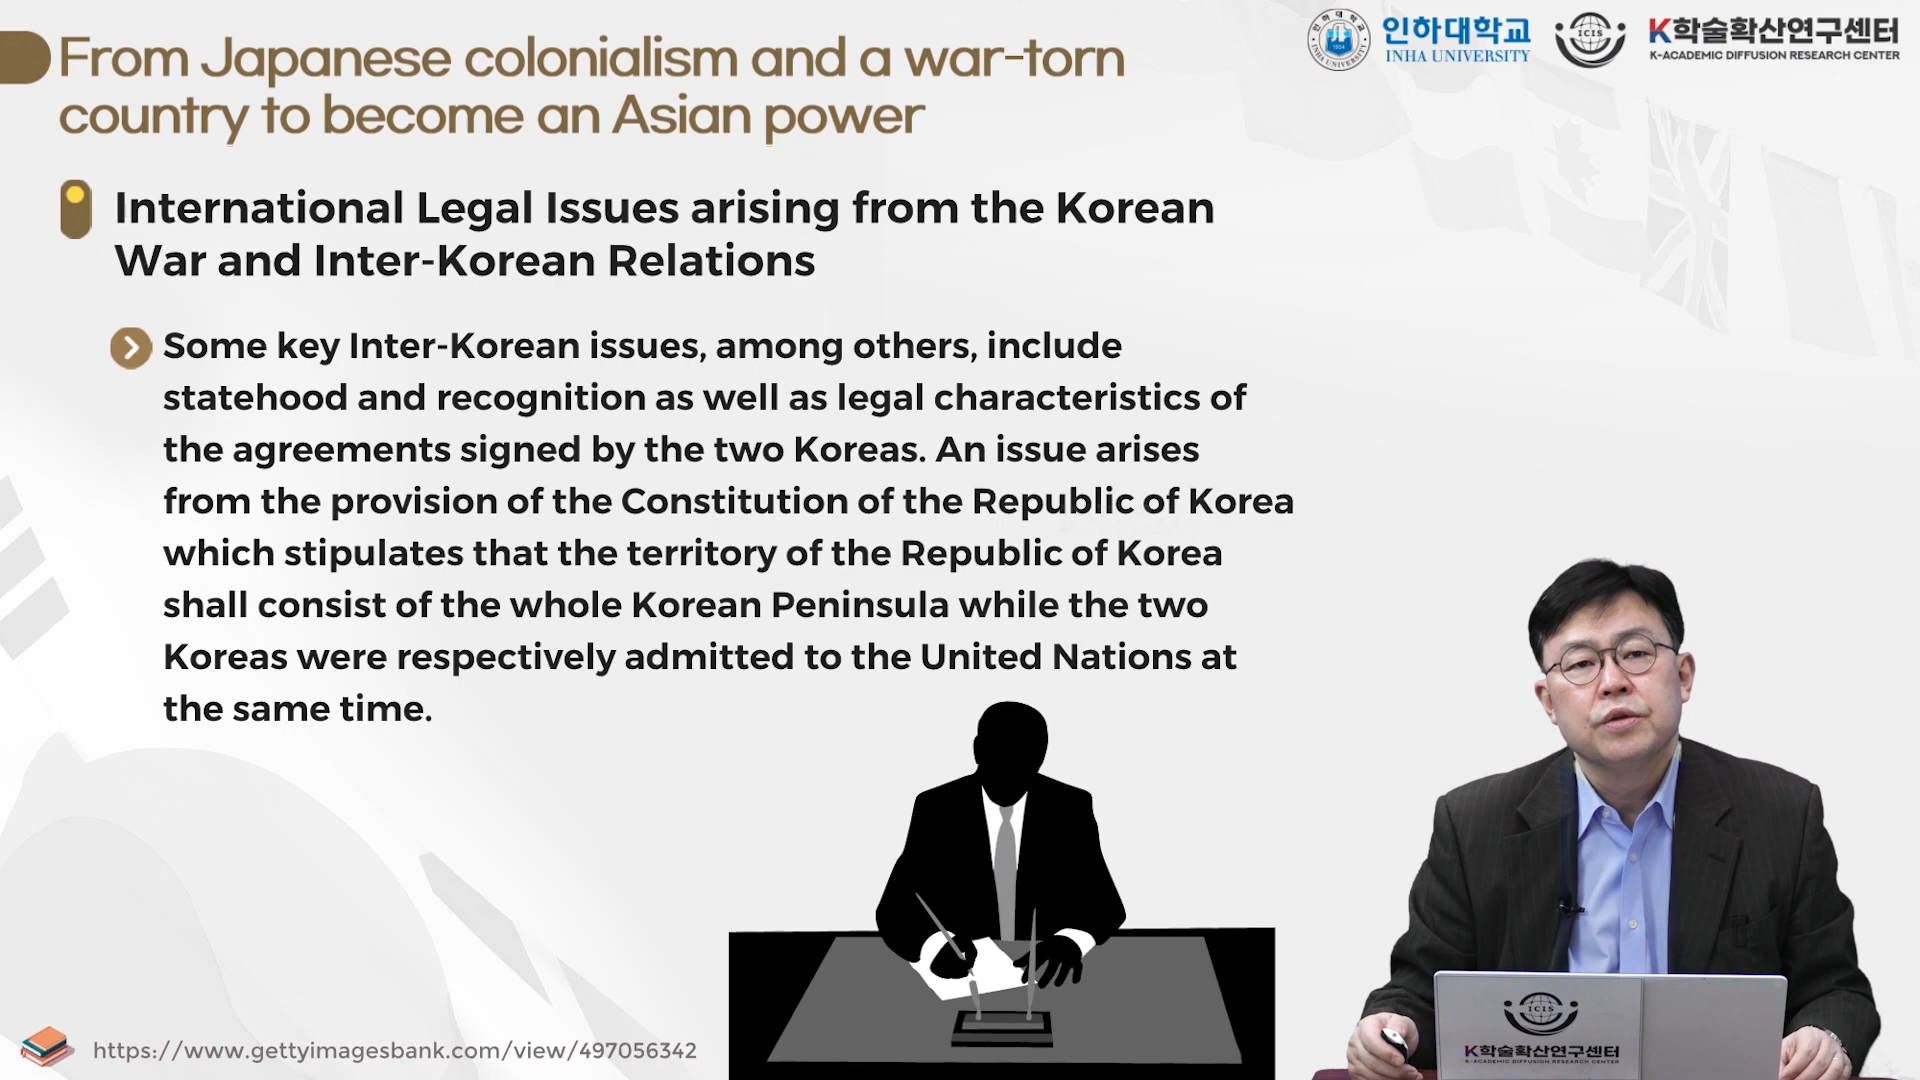 From Japanese colonialism and a war-torn
country to become an Asian power
인하대학교
INHA UNIVERSITY
ICIS
K학술확산연구센터
K-ACADEMIC DIFFUSION RESEARCH CENTER
International Legal Issues arising from the Korean
War and Inter-Korean Relations
Some key Inter-Korean issues, among others, include
statehood and recognition as well as legal characteristics of
the agreements signed by the two Koreas. An issue arises
from the provision of the Constitution of the Republic of Korea
which stipulates that the territory of the Republic of Korea
shall consist of the whole Korean Peninsula while the two
Koreas were respectively admitted to the United Nations at
the same time.
https://www.gettyimagesbank.com/view/497056342
ICIS
K학술확산연구센터
K-ACADEMIC DIFFUSION RESEARCH CENTER